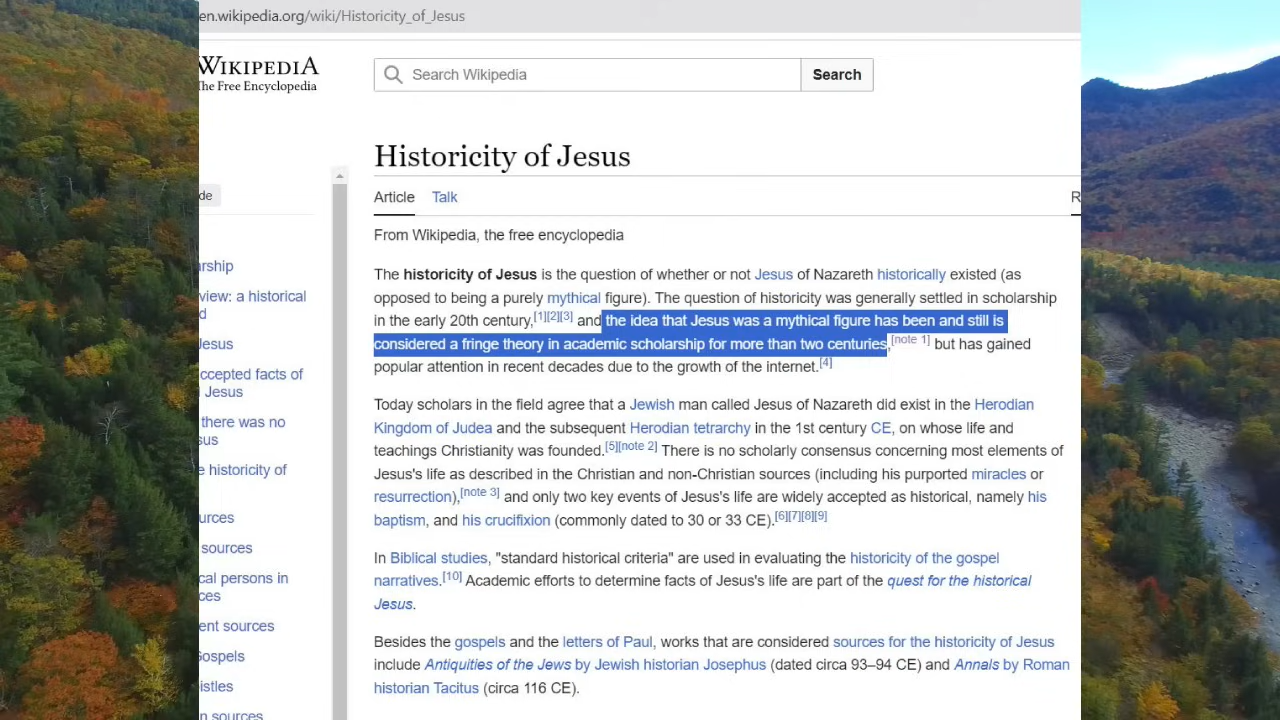 en.wikipedia.org/wiki/Historicity_of_Jesus
WIKIPEDIA
The Free Encyclopedia
Search Wikipedia
Search
Historicity of Jesus
de
Article Talk
R
From Wikipedia, the free encyclopedia
The historicity of Jesus is the question of whether or not Jesus of Nazareth historically existed (as
opposed to being a purely mythical figure). The question of historicity was generally settled in scholarship
in the early 20th century,[1][2][3] and the idea that Jesus was a mythical figure has been and still is
considered a fringe theory in academic scholarship for more than two centuries,[note 1] but has gained
popular attention in recent decades due to the growth of the internet.[4]
Today scholars in the field agree that a Jewish man called Jesus of Nazareth did exist in the Herodian
Kingdom of Judea and the subsequent Herodian tetrarchy in the 1st century CE, on whose life and
teachings Christianity was founded.[5][note 2] There is no scholarly consensus concerning most elements of
Jesus's life as described in the Christian and non-Christian sources (including his purported miracles or
resurrection),[note 3] and only two key events of Jesus's life are widely accepted as historical, namely his
baptism, and his crucifixion (commonly dated to 30 or 33 CE).[6][7][8][9]
In Biblical studies, "standard historical criteria" are used in evaluating the historicity of the gospel
narratives.[10] Academic efforts to determine facts of Jesus's life are part of the quest for the historical
Jesus.
Besides the gospels and the letters of Paul, works that are considered sources for the historicity of Jesus
include Antiquities of the Jews by Jewish historian Josephus (dated circa 93–94 CE) and Annals by Roman
historian Tacitus (circa 116 CE).
arship
view: a historical
d
Jesus
ccepted facts of
Jesus
there was no
sus
e historicity of
urces
sources
cal persons in
ces
ent sources
Gospels
istles
n sources